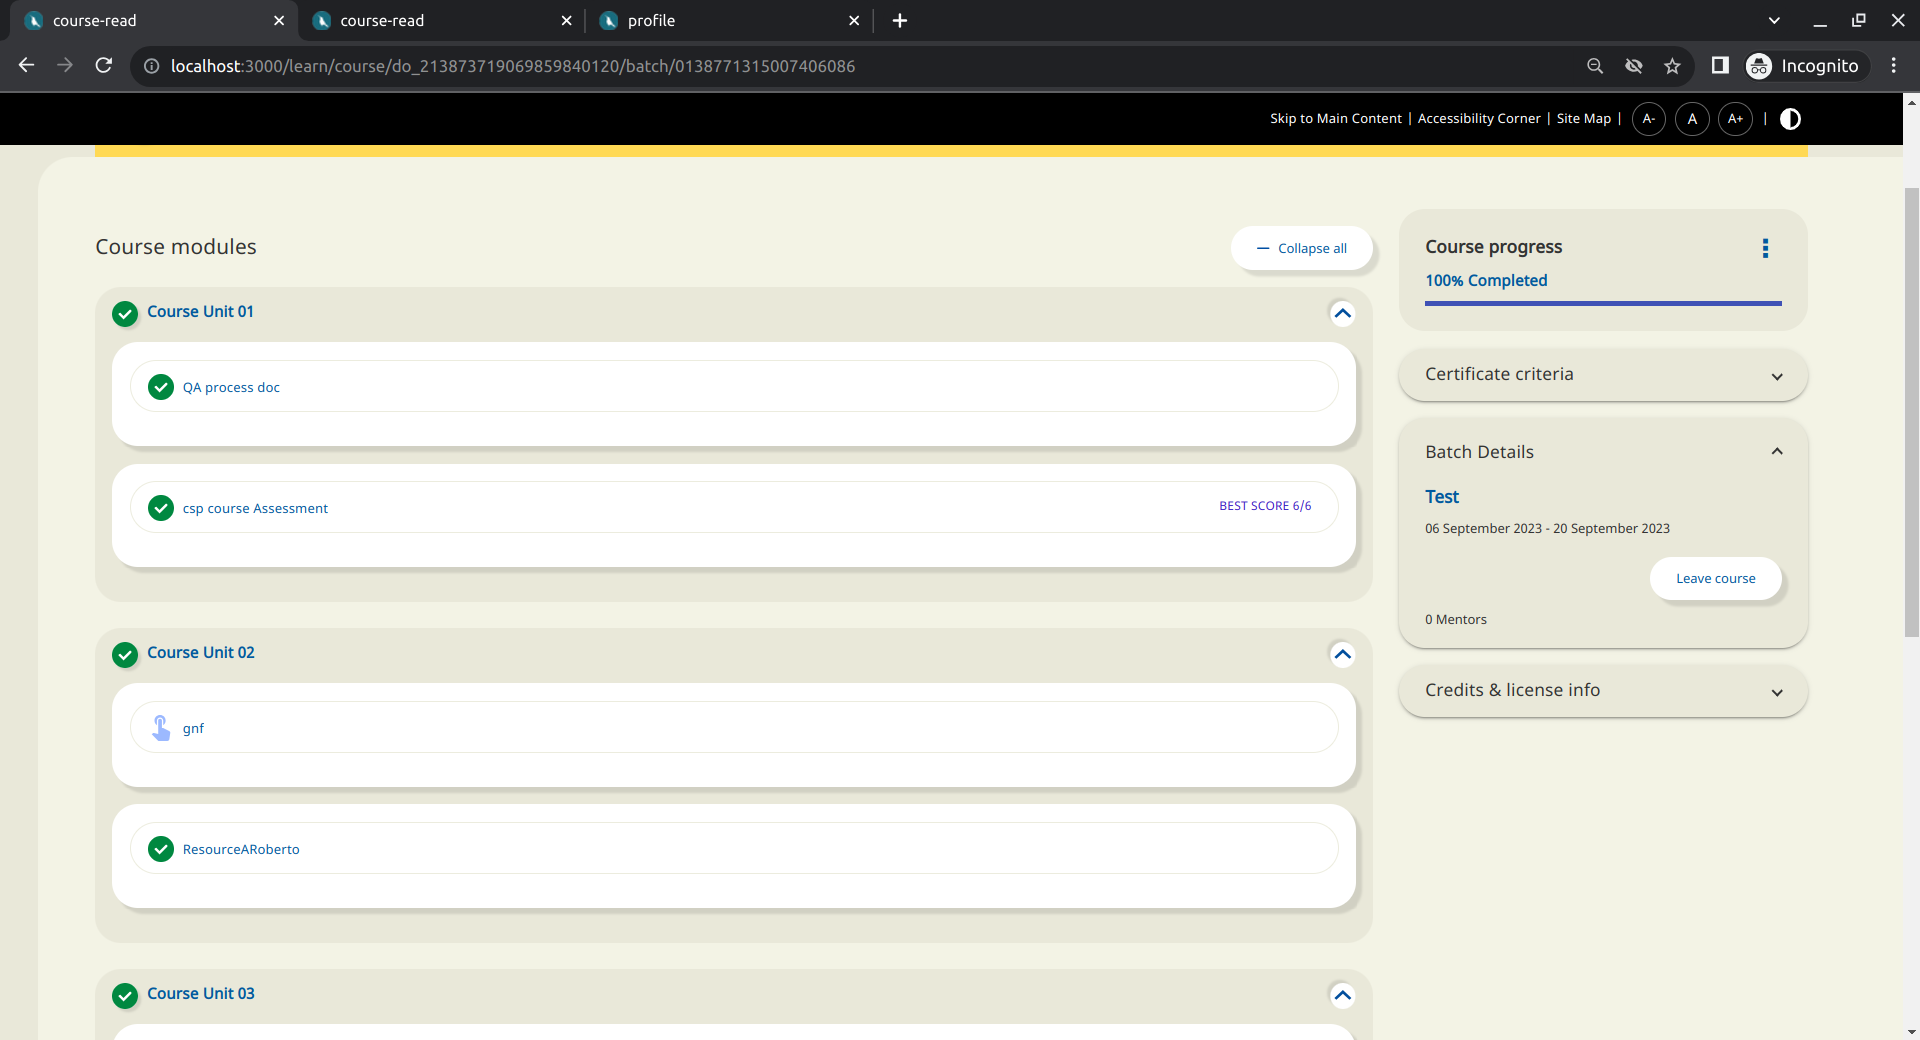 course-read
course-read
profile
localhost:3000/learn/course/do_213873719069859840120/batch/0138771315007406086
Incognito
Skip to Main Content | Accessibility Corner | Site Map | A- A A+ |
Course modules
— Collapse all
Course Unit 01
QA process doc
csp course Assessment
BEST SCORE 6/6
Course Unit 02
gnf
ResourceARoberto
Course Unit 03
Course progress
100% Completed
Certificate criteria
Batch Details
Test
06 September 2023 - 20 September 2023
Leave course
0 Mentors
Credits & license info